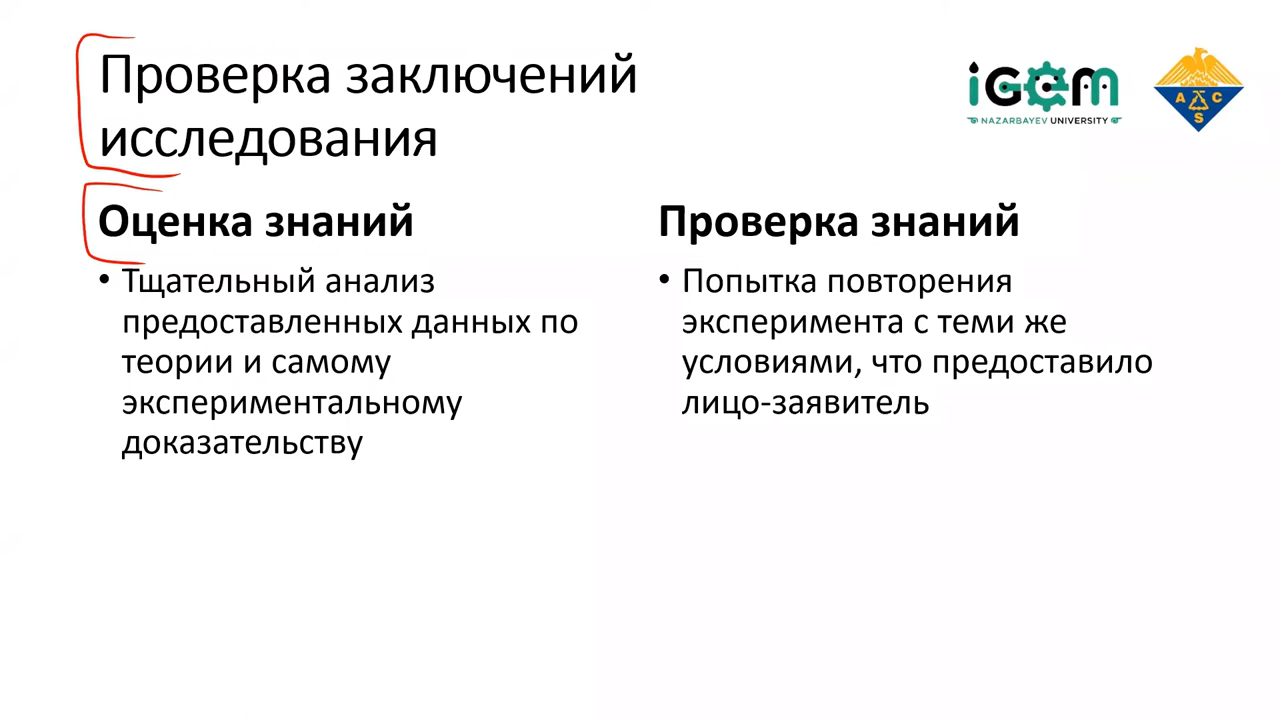 Проверка заключений
исследования
iGEM
NAZARBAYEV UNIVERSITY
A C
S
Оценка знаний
• Тщательный анализ
предоставленных данных по
теории и самому
экспериментальному
доказательству
Проверка знаний
• Попытка повторения
эксперимента с теми же
условиями, что предоставило
лицо-заявитель